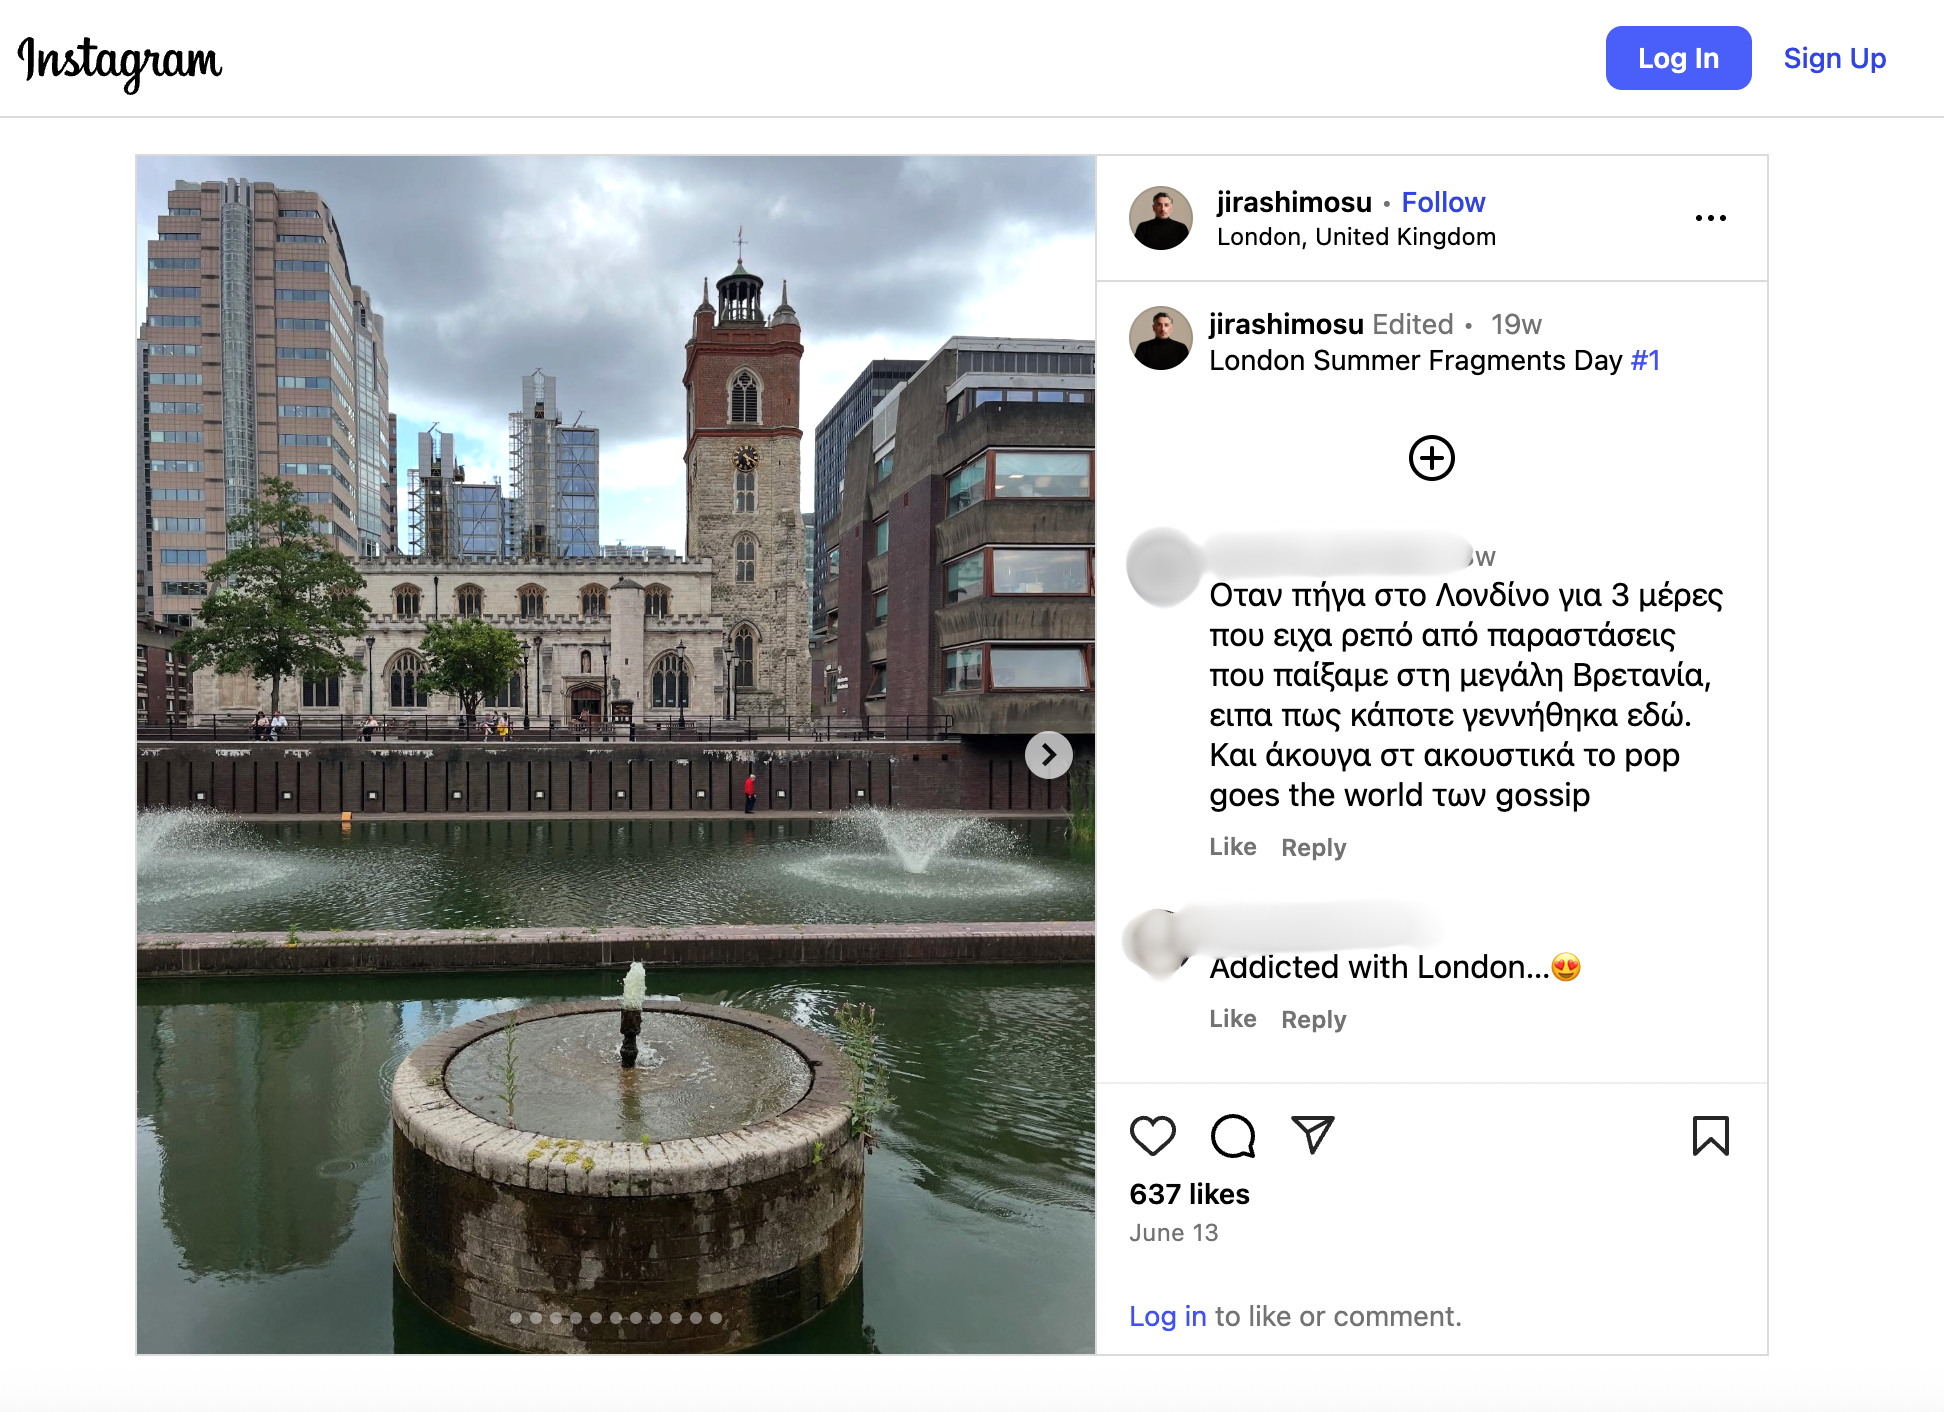 Instagram
Log In
Sign Up
jirashimosu • Follow
London, United Kingdom
jirashimosu Edited • 19w
London Summer Fragments Day #1
w
Οταν πήγα στο Λονδίνο για 3 μέρες
που ειχα ρεπό από παραστάσεις
που παίξαμε στη μεγάλη Βρετανία,
ειπα πως κάποτε γεννήθηκα εδώ.
Και άκουγα στ ακουστικά το pop
goes the world των gossip
Like Reply
Addicted with London...😍
Like Reply
637 likes
June 13
Log in to like or comment.